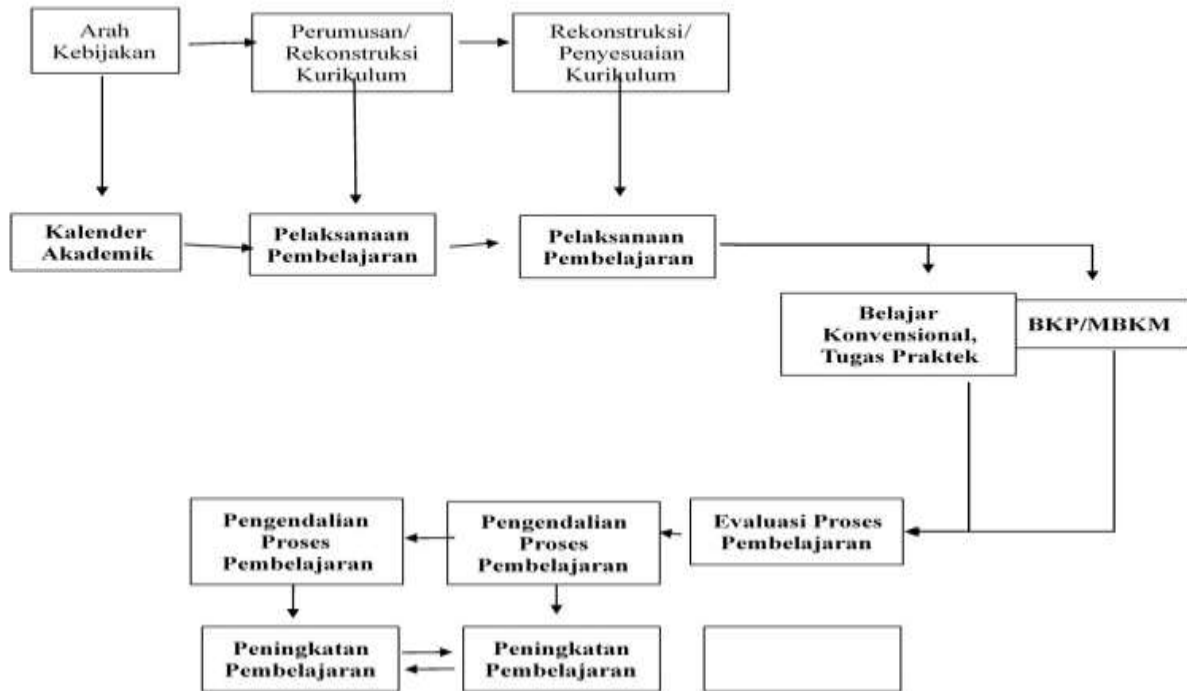 Arah
Kebijakan
Perumusan/
Rekonstruksi
Kurikulum
Rekonstruksi/
Penyesuaian
Kurikulum
Kalender
Akademik
Pelaksanaan
Pembelajaran
Pelaksanaan
Pembelajaran
Belajar
Konvensional,
Tugas Praktek
BKP/MBKM
Pengendalian
Proses
Pembelajaran
Pengendalian
Proses
Pembelajaran
Evaluasi Proses
Pembelajaran
Peningkatan
Pembelajaran
Peningkatan
Pembelajaran